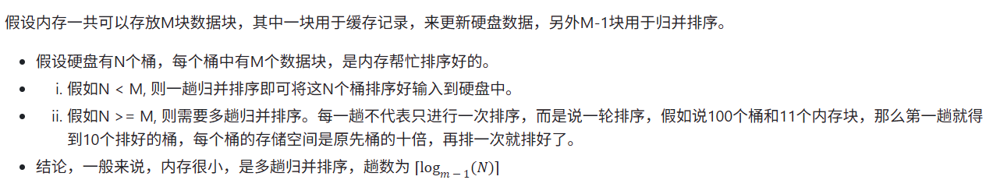 假设内存一共可以存放M块数据块，其中一块用于缓存记录，来更新硬盘数据，另外M-1块用于归并排序。
• 假设硬盘有N个桶，每个桶中有M个数据块，是内存帮忙排序好的。
• i. 假如N < M, 则一趟归并排序即可将这N个桶排序好输入到硬盘中。
• ii. 假如N >= M, 则需要多趟归并排序。每一趟不代表只进行一次排序，而是说一轮排序，假如说100个桶和11个内存块，那么第一趟就得
到10个排好的桶，每个桶的存储空间是原先桶的十倍，再排一次就排好了。
• 结论，一般来说，内存很小，是多趟归并排序，趟数为 ⌈log_{m−1}(N)⌉